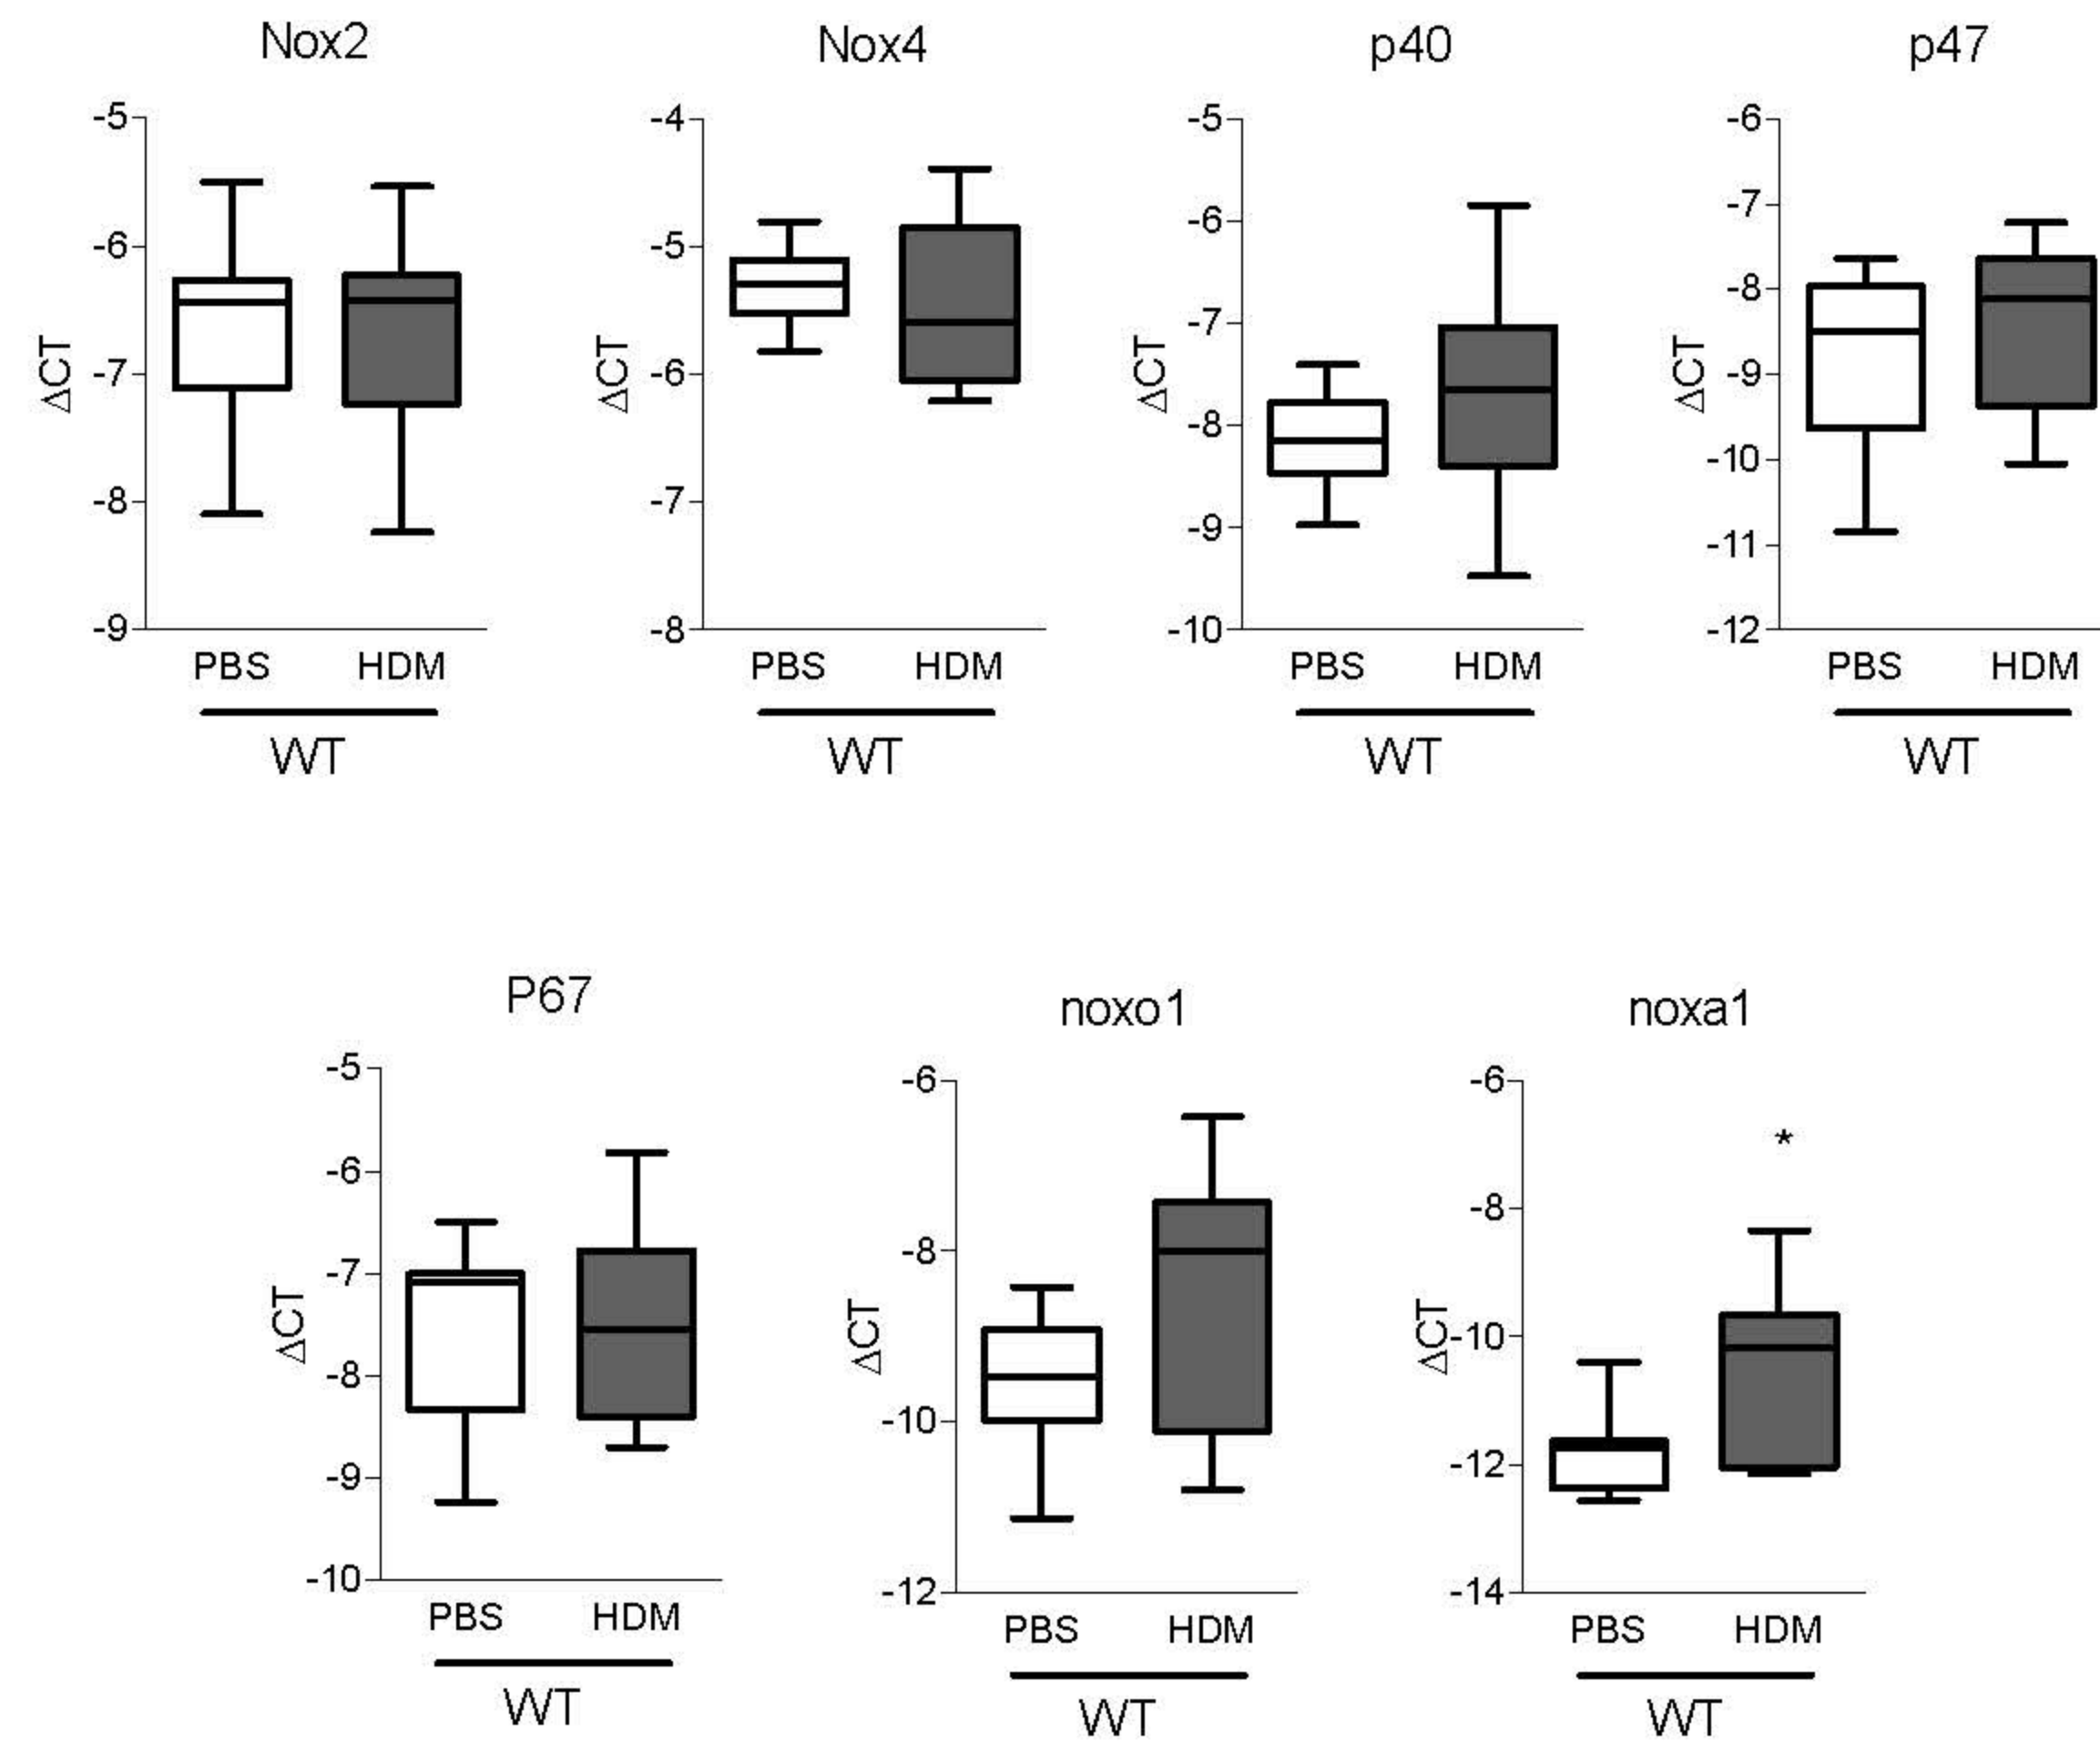 Nox2
Nox4
p40
p47
-5
-6
-7
-8
-9
ΔCT
PBS HDM
WT
-4
-5
-6
-7
-8
ΔCT
PBS HDM
WT
-5
-6
-7
-8
-9
-10
ΔCT
PBS HDM
WT
-6
-7
-8
-9
-10
-11
-12
ΔCT
PBS HDM
WT
P67
noxo1
noxa1
-5
-6
-7
-8
-9
-10
ΔCT
PBS HDM
WT
-6
-8
-10
-12
ΔCT
PBS HDM
WT
-6
-8
-10
-12
-14
ΔCT
*
PBS HDM
WT